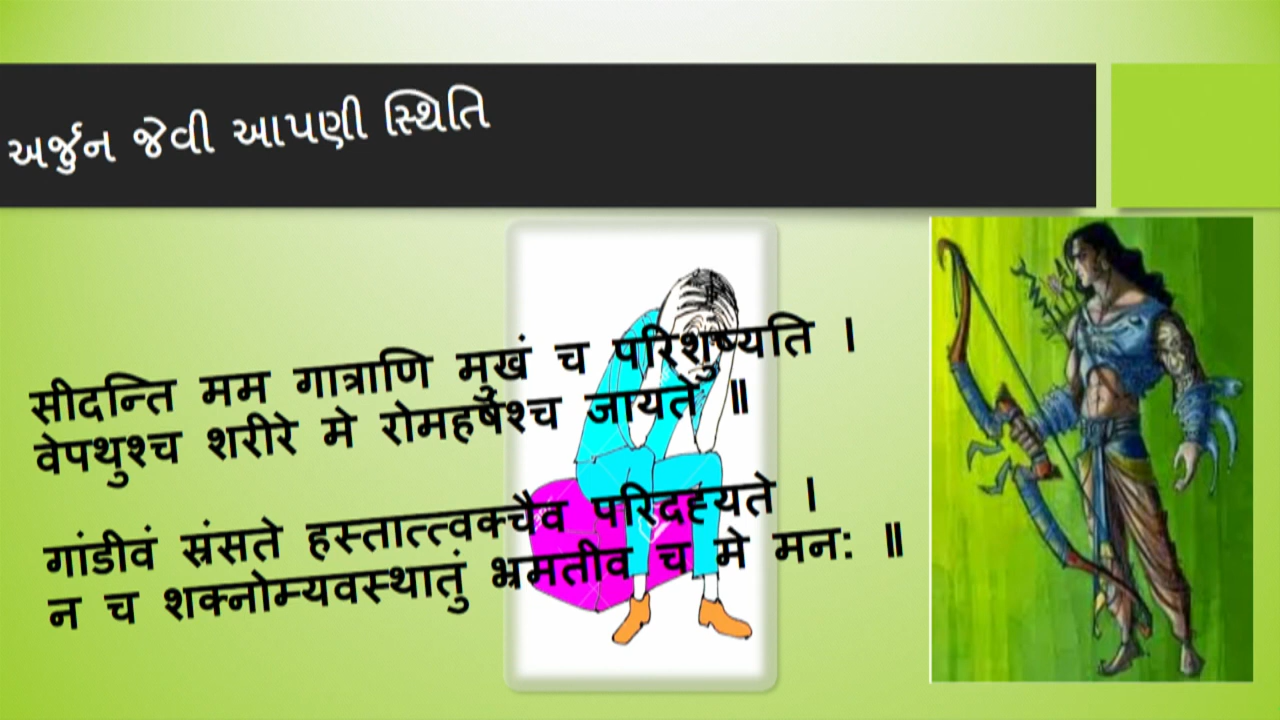 અર્જુન જેવી આપણી સ્થિતિ
सीदन्ति मम गात्राणि मुखं च परिशुष्यति ।
वेपथुश्च शरीरे मे रोमहर्षश्च जायते ॥
गांडीवं स्रंसते हस्तात्त्वक्चैव परिदह्यते ।
न च शक्नोम्यवस्थातुं भ्रमतीव च मे मन: ॥